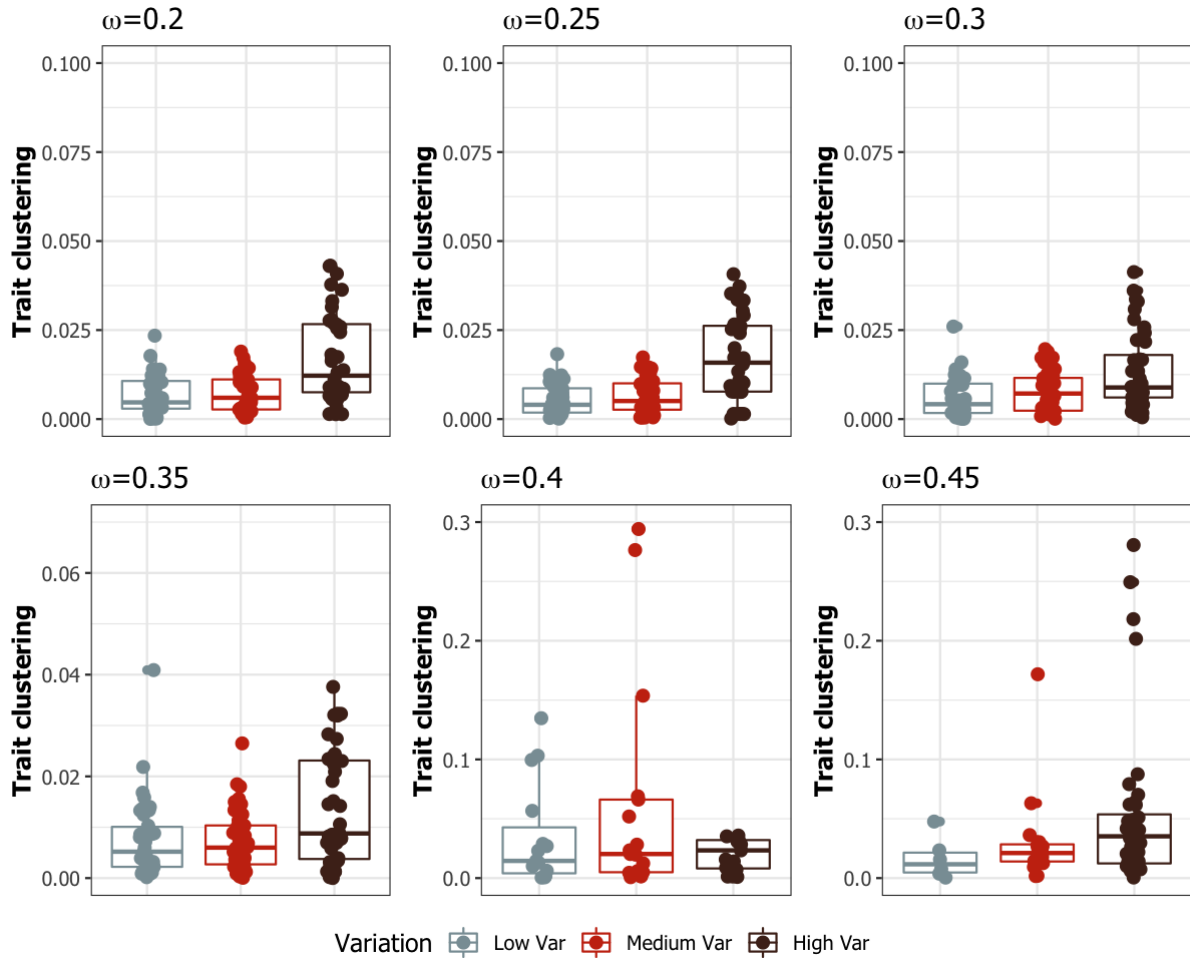 ω=0.2
ω=0.25
ω=0.3
0.100
0.075
0.050
0.025
0.000
Trait clustering
0.100
0.075
0.050
0.025
0.000
Trait clustering
0.100
0.075
0.050
0.025
0.000
Trait clustering
ω=0.35
ω=0.4
ω=0.45
0.06
0.04
0.02
0.00
Trait clustering
0.3
0.2
0.1
0.0
Trait clustering
0.3
0.2
0.1
0.0
Trait clustering
Variation Low Var Medium Var High Var